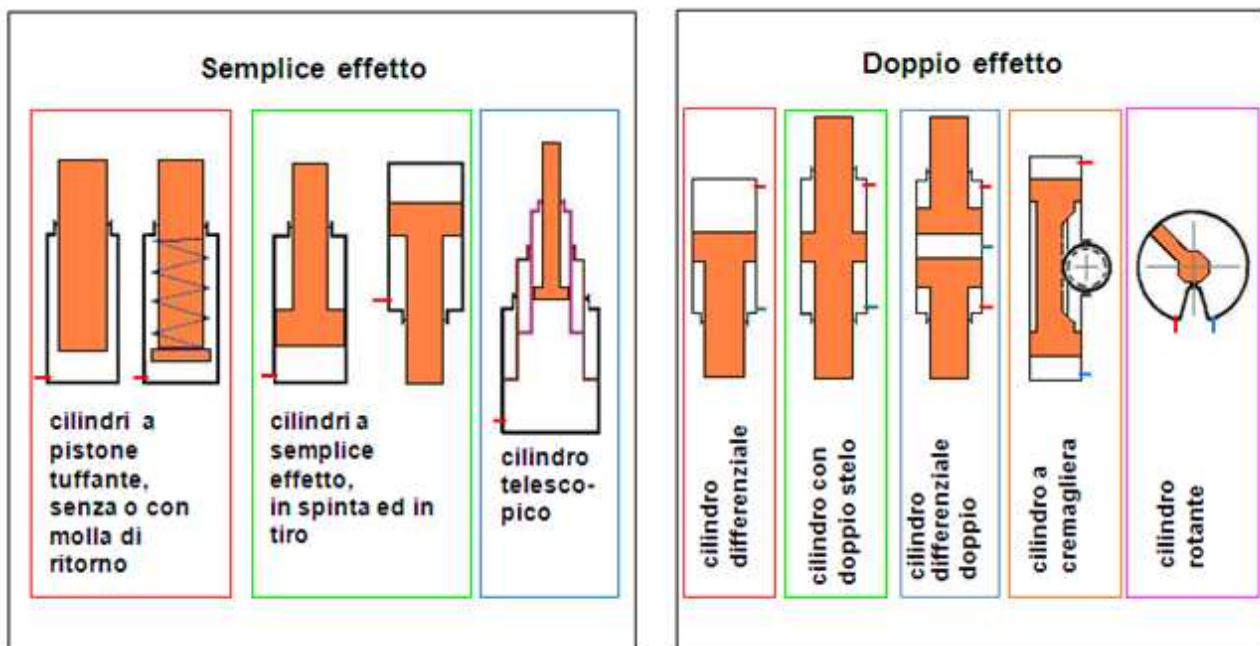 Semplice effetto
cilindri a
pistone
tuffante,
senza o con
molla di
ritorno
cilindri a
semplice
effetto,
in spinta ed in
tiro
cilindro
telesco-
pico
Doppio effetto
cilindro
differenziale
cilindro con
doppio stelo
cilindro
differenziale
doppio
cilindro a
cremagliera
cilindro
rotante